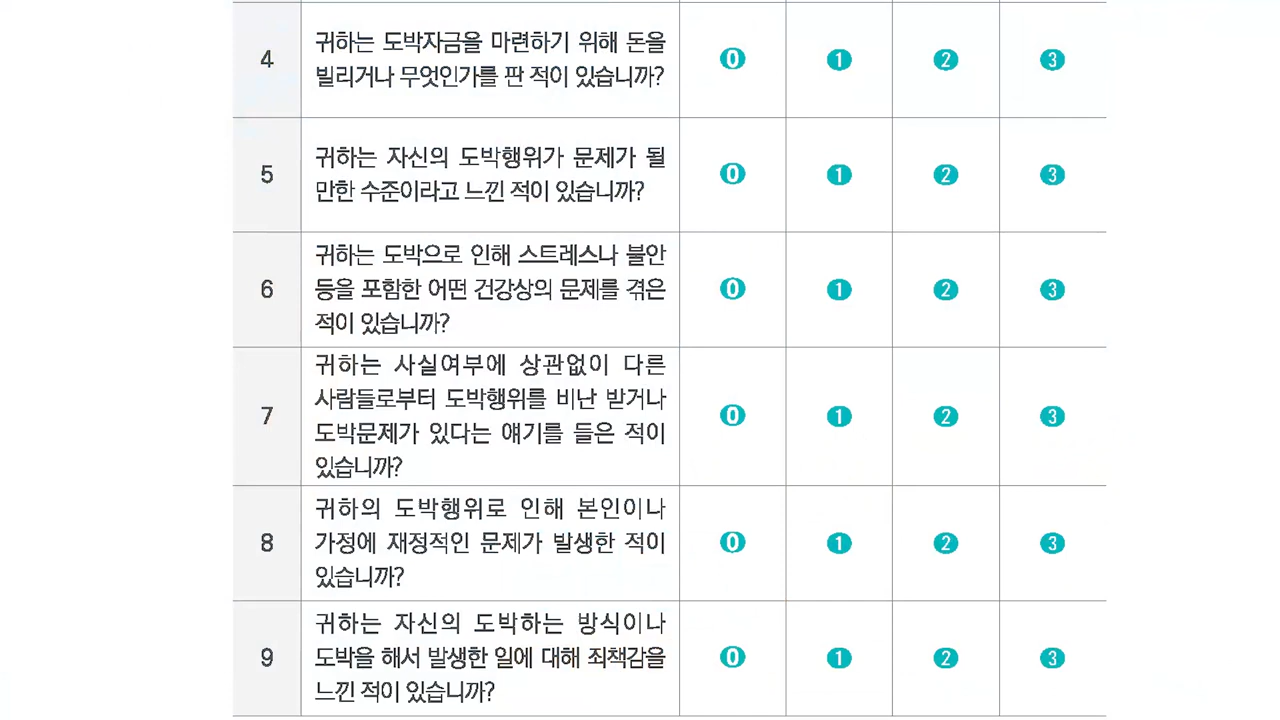 4 귀하는 도박자금을 마련하기 위해 돈을 0 1 2 3
빌리거나 무엇인가를 판 적이 있습니까?
5 귀하는 자신의 도박행위가 문제가 될 0 1 2 3
만한 수준이라고 느낀 적이 있습니까?
귀하는 도박으로 인해 스트레스나 불안
6 등을 포함한 어떤 건강상의 문제를 겪은 0 1 2 3
적이 있습니까?
귀하는 사실여부에 상관없이 다른
사람들로부터 도박행위를 비난 받거나
7 도박문제가 있다는 얘기를 들은 적이 0 1 2 3
있습니까?
귀하의 도박행위로 인해 본인이나
8 가정에 재정적인 문제가 발생한 적이 0 1 2 3
있습니까?
귀하는 자신의 도박하는 방식이나
9 도박을 해서 발생한 일에 대해 죄책감을 0 1 2 3
느낀 적이 있습니까?